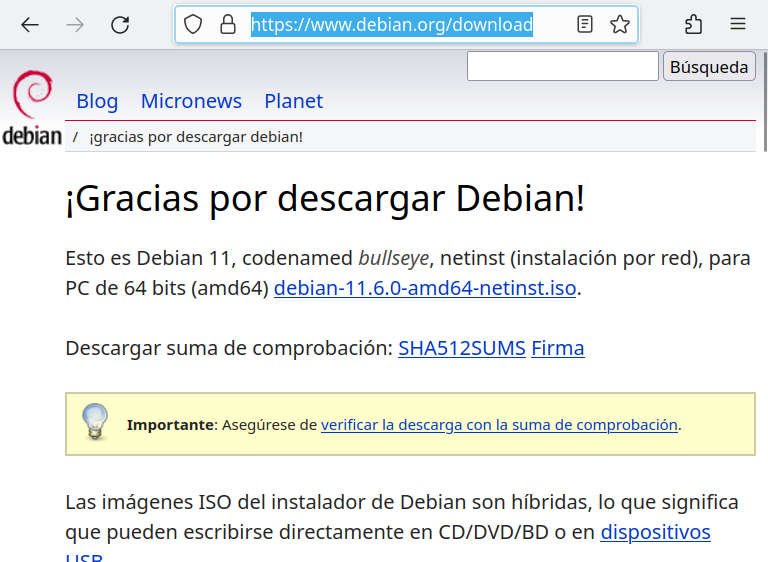 https://www.debian.org/download
Búsqueda
debian
Blog Micronews Planet
/ ¡gracias por descargar debian!
¡Gracias por descargar Debian!
Esto es Debian 11, codenamed bullseye, netinst (instalación por red), para
PC de 64 bits (amd64) debian-11.6.0-amd64-netinst.iso.
Descargar suma de comprobación: SHA512SUMS Firma
Importante: Asegúrese de verificar la descarga con la suma de comprobación.
Las imágenes ISO del instalador de Debian son híbridas, lo que significa
que pueden escribirse directamente en CD/DVD/BD o en dispositivos
USB